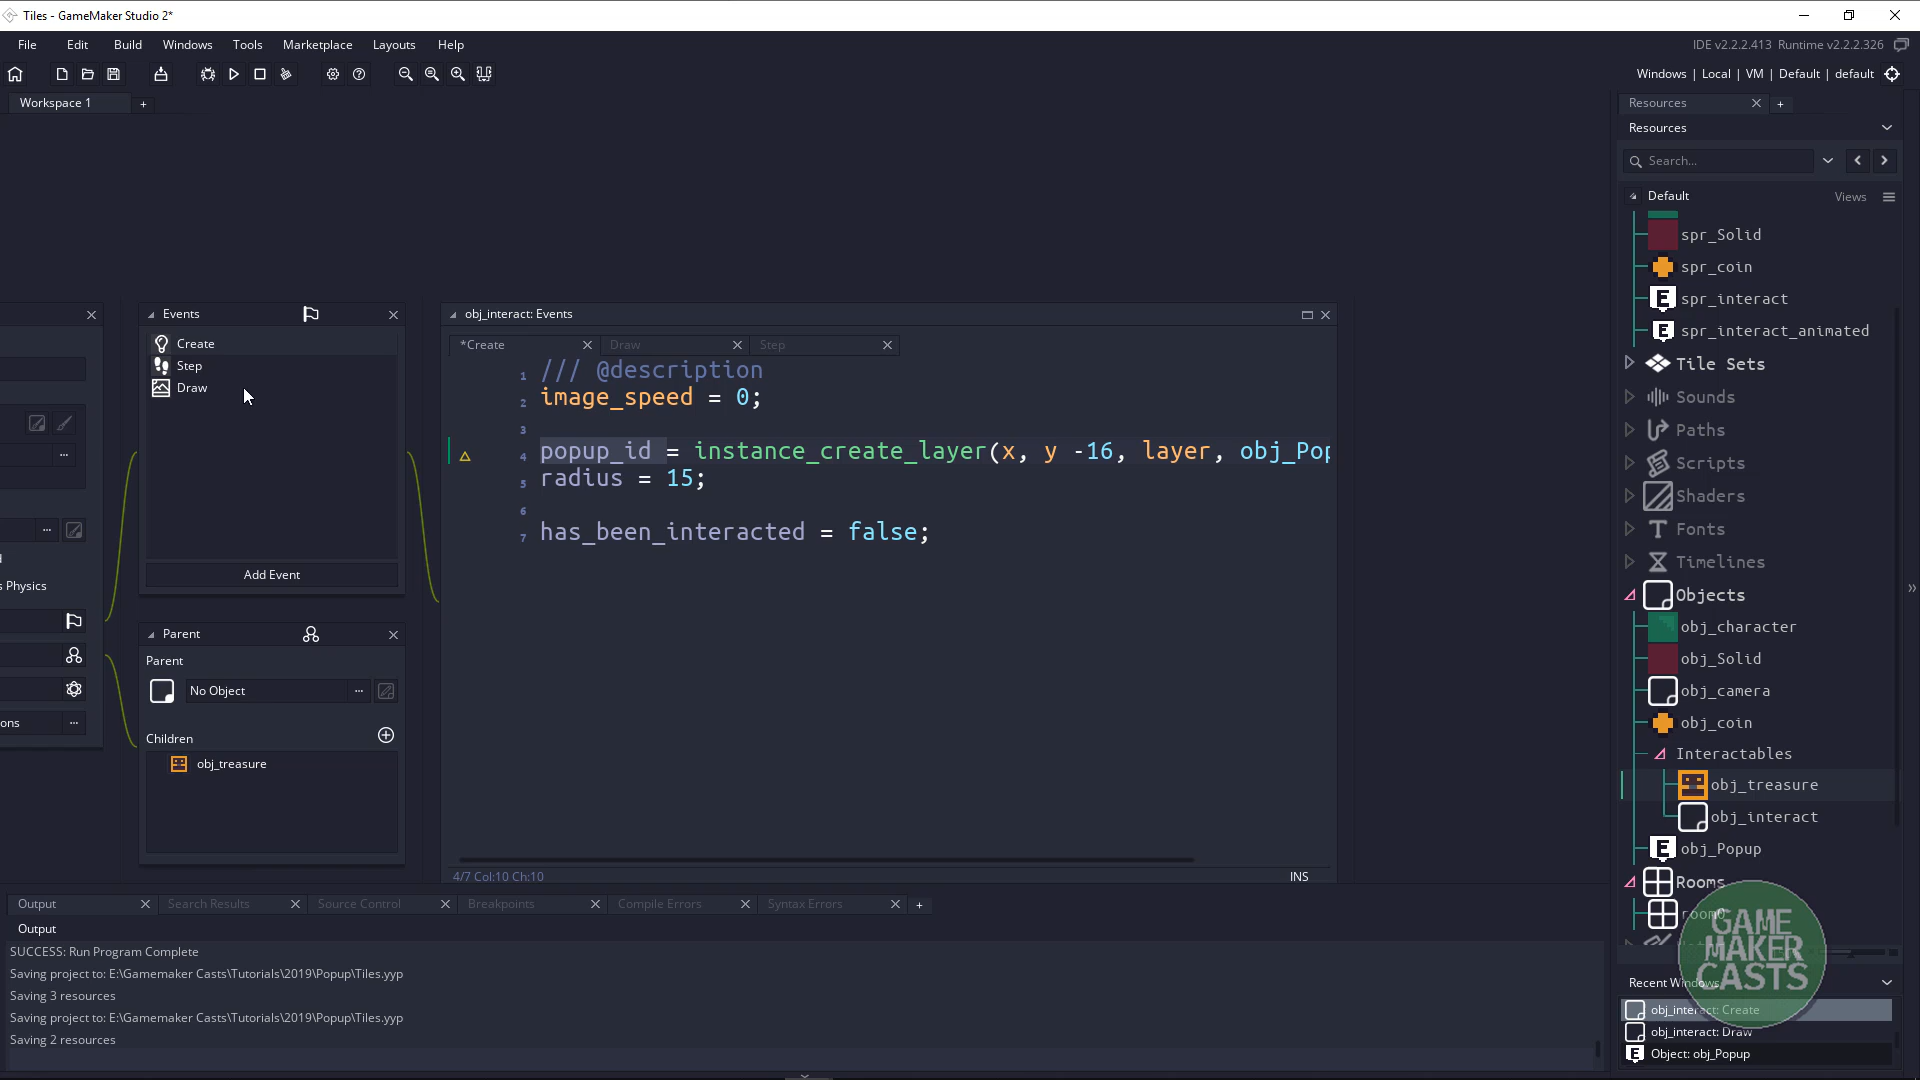 Tiles - GameMaker Studio 2*
File Edit Build Windows Tools Marketplace Layouts Help
IDE v2.2.2.413 Runtime v2.2.2.326
Windows | Local | VM | Default | default
Workspace 1 +
Resources +
Resources
Search...
Default Views
spr_Solid
spr_coin
E spr_interact
E spr_interact_animated
Tile Sets
Sounds
Paths
Scripts
Shaders
T Fonts
Timelines
Objects
obj_character
obj_Solid
obj_camera
obj_coin
Interactables
obj_treasure
obj_interact
E obj_Popup
Rooms
room0
GAME
MAKER
CASTS
Recent Windows
obj_interact: Create
obj_interact: Draw
E Object: obj_Popup
Events
Create
Step
Draw
Add Event
s Physics
ons
Parent
Parent
No Object
Children
obj_treasure
obj_interact: Events
*Create Draw Step
1 /// @description
2 image_speed = 0;
3
4 popup_id = instance_create_layer(x, y -16, layer, obj_Pop
5 radius = 15;
6
7 has_been_interacted = false;
4/7 Col:10 Ch:10 INS
Output Search Results Source Control Breakpoints Compile Errors Syntax Errors +
Output
SUCCESS: Run Program Complete
Saving project to: E:\Gamemaker Casts\Tutorials\2019\Popup\Tiles.yyp
Saving 3 resources
Saving project to: E:\Gamemaker Casts\Tutorials\2019\Popup\Tiles.yyp
Saving 2 resources